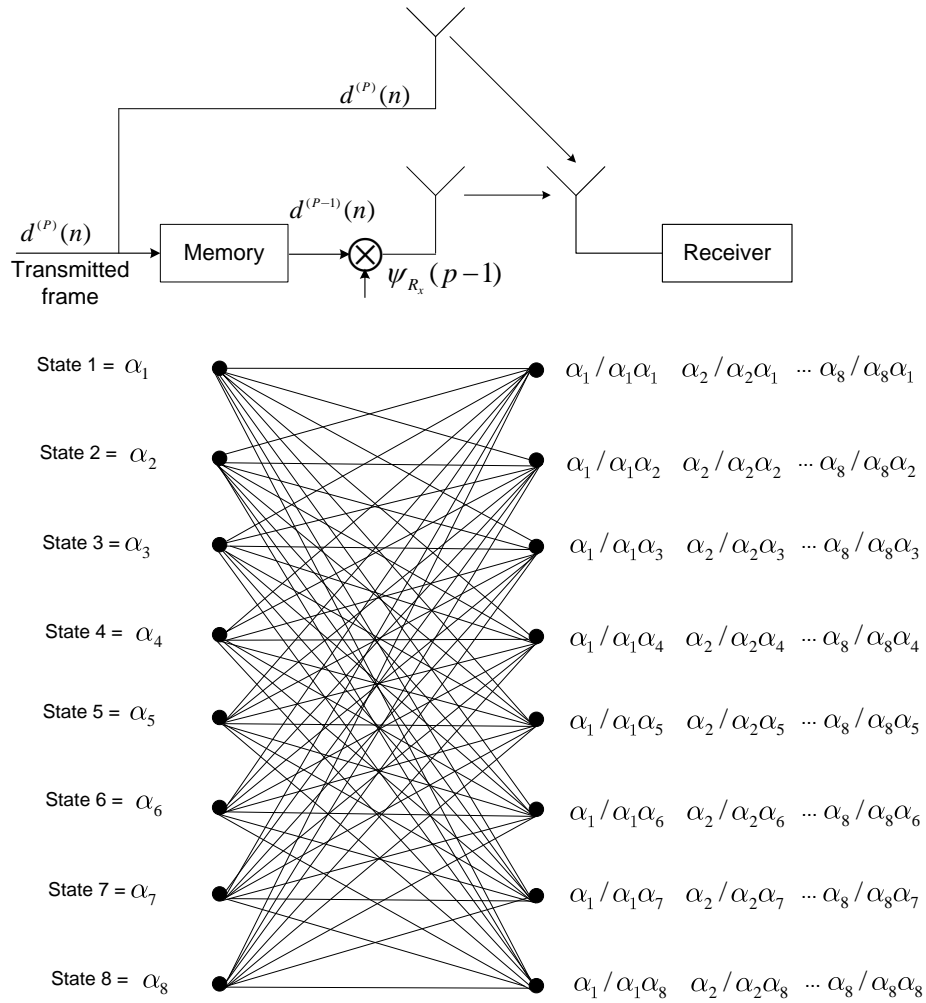 d^{(P)}(n)
d^{(P)}(n)
Transmitted
frame
Memory
d^{(P-1)}(n)
ψ_{R_x}(p-1)
Receiver
State 1 = α_1 α_1/α_1α_1 α_2/α_2α_1 ... α_8/α_8α_1
State 2 = α_2 α_1/α_1α_2 α_2/α_2α_2 ... α_8/α_8α_2
State 3 = α_3 α_1/α_1α_3 α_2/α_2α_3 ... α_8/α_8α_3
State 4 = α_4 α_1/α_1α_4 α_2/α_2α_4 ... α_8/α_8α_4
State 5 = α_5 α_1/α_1α_5 α_2/α_2α_5 ... α_8/α_8α_5
State 6 = α_6 α_1/α_1α_6 α_2/α_2α_6 ... α_8/α_8α_6
State 7 = α_7 α_1/α_1α_7 α_2/α_2α_7 ... α_8/α_8α_7
State 8 = α_8 α_1/α_1α_8 α_2/α_2α_8 ... α_8/α_8α_8